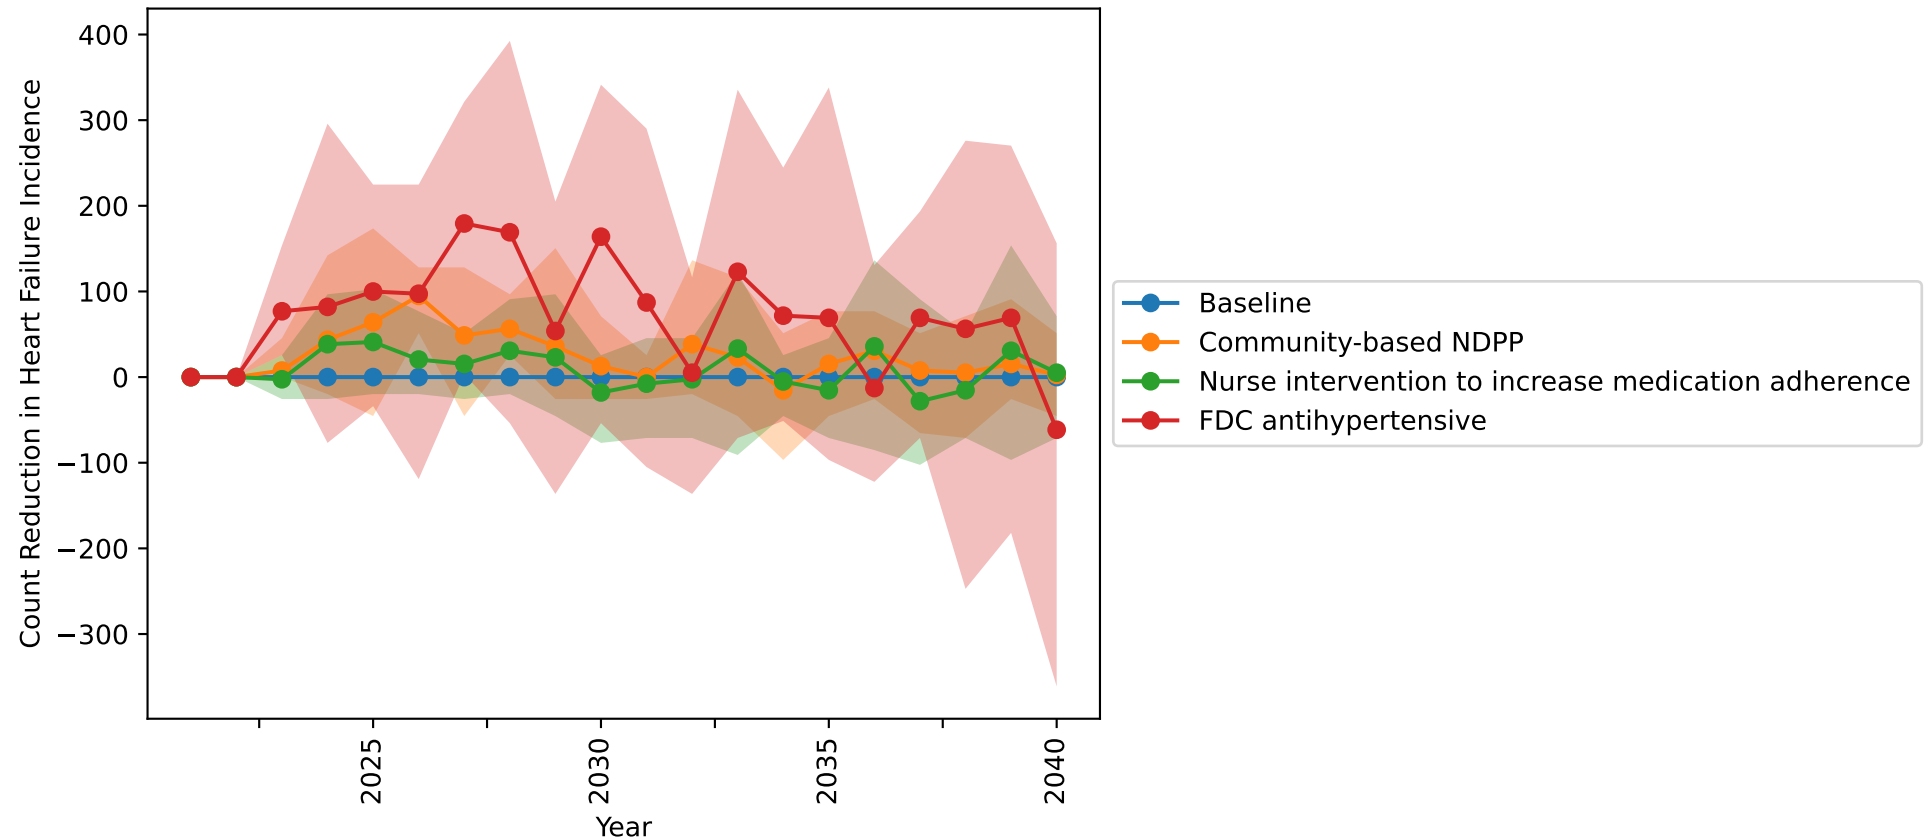 Count Reduction in Heart Failure Incidence
400
300
200
100
0
−100
−200
−300
2025
2030
2035
2040
Year
Baseline
Community-based NDPP
Nurse intervention to increase medication adherence
FDC antihypertensive